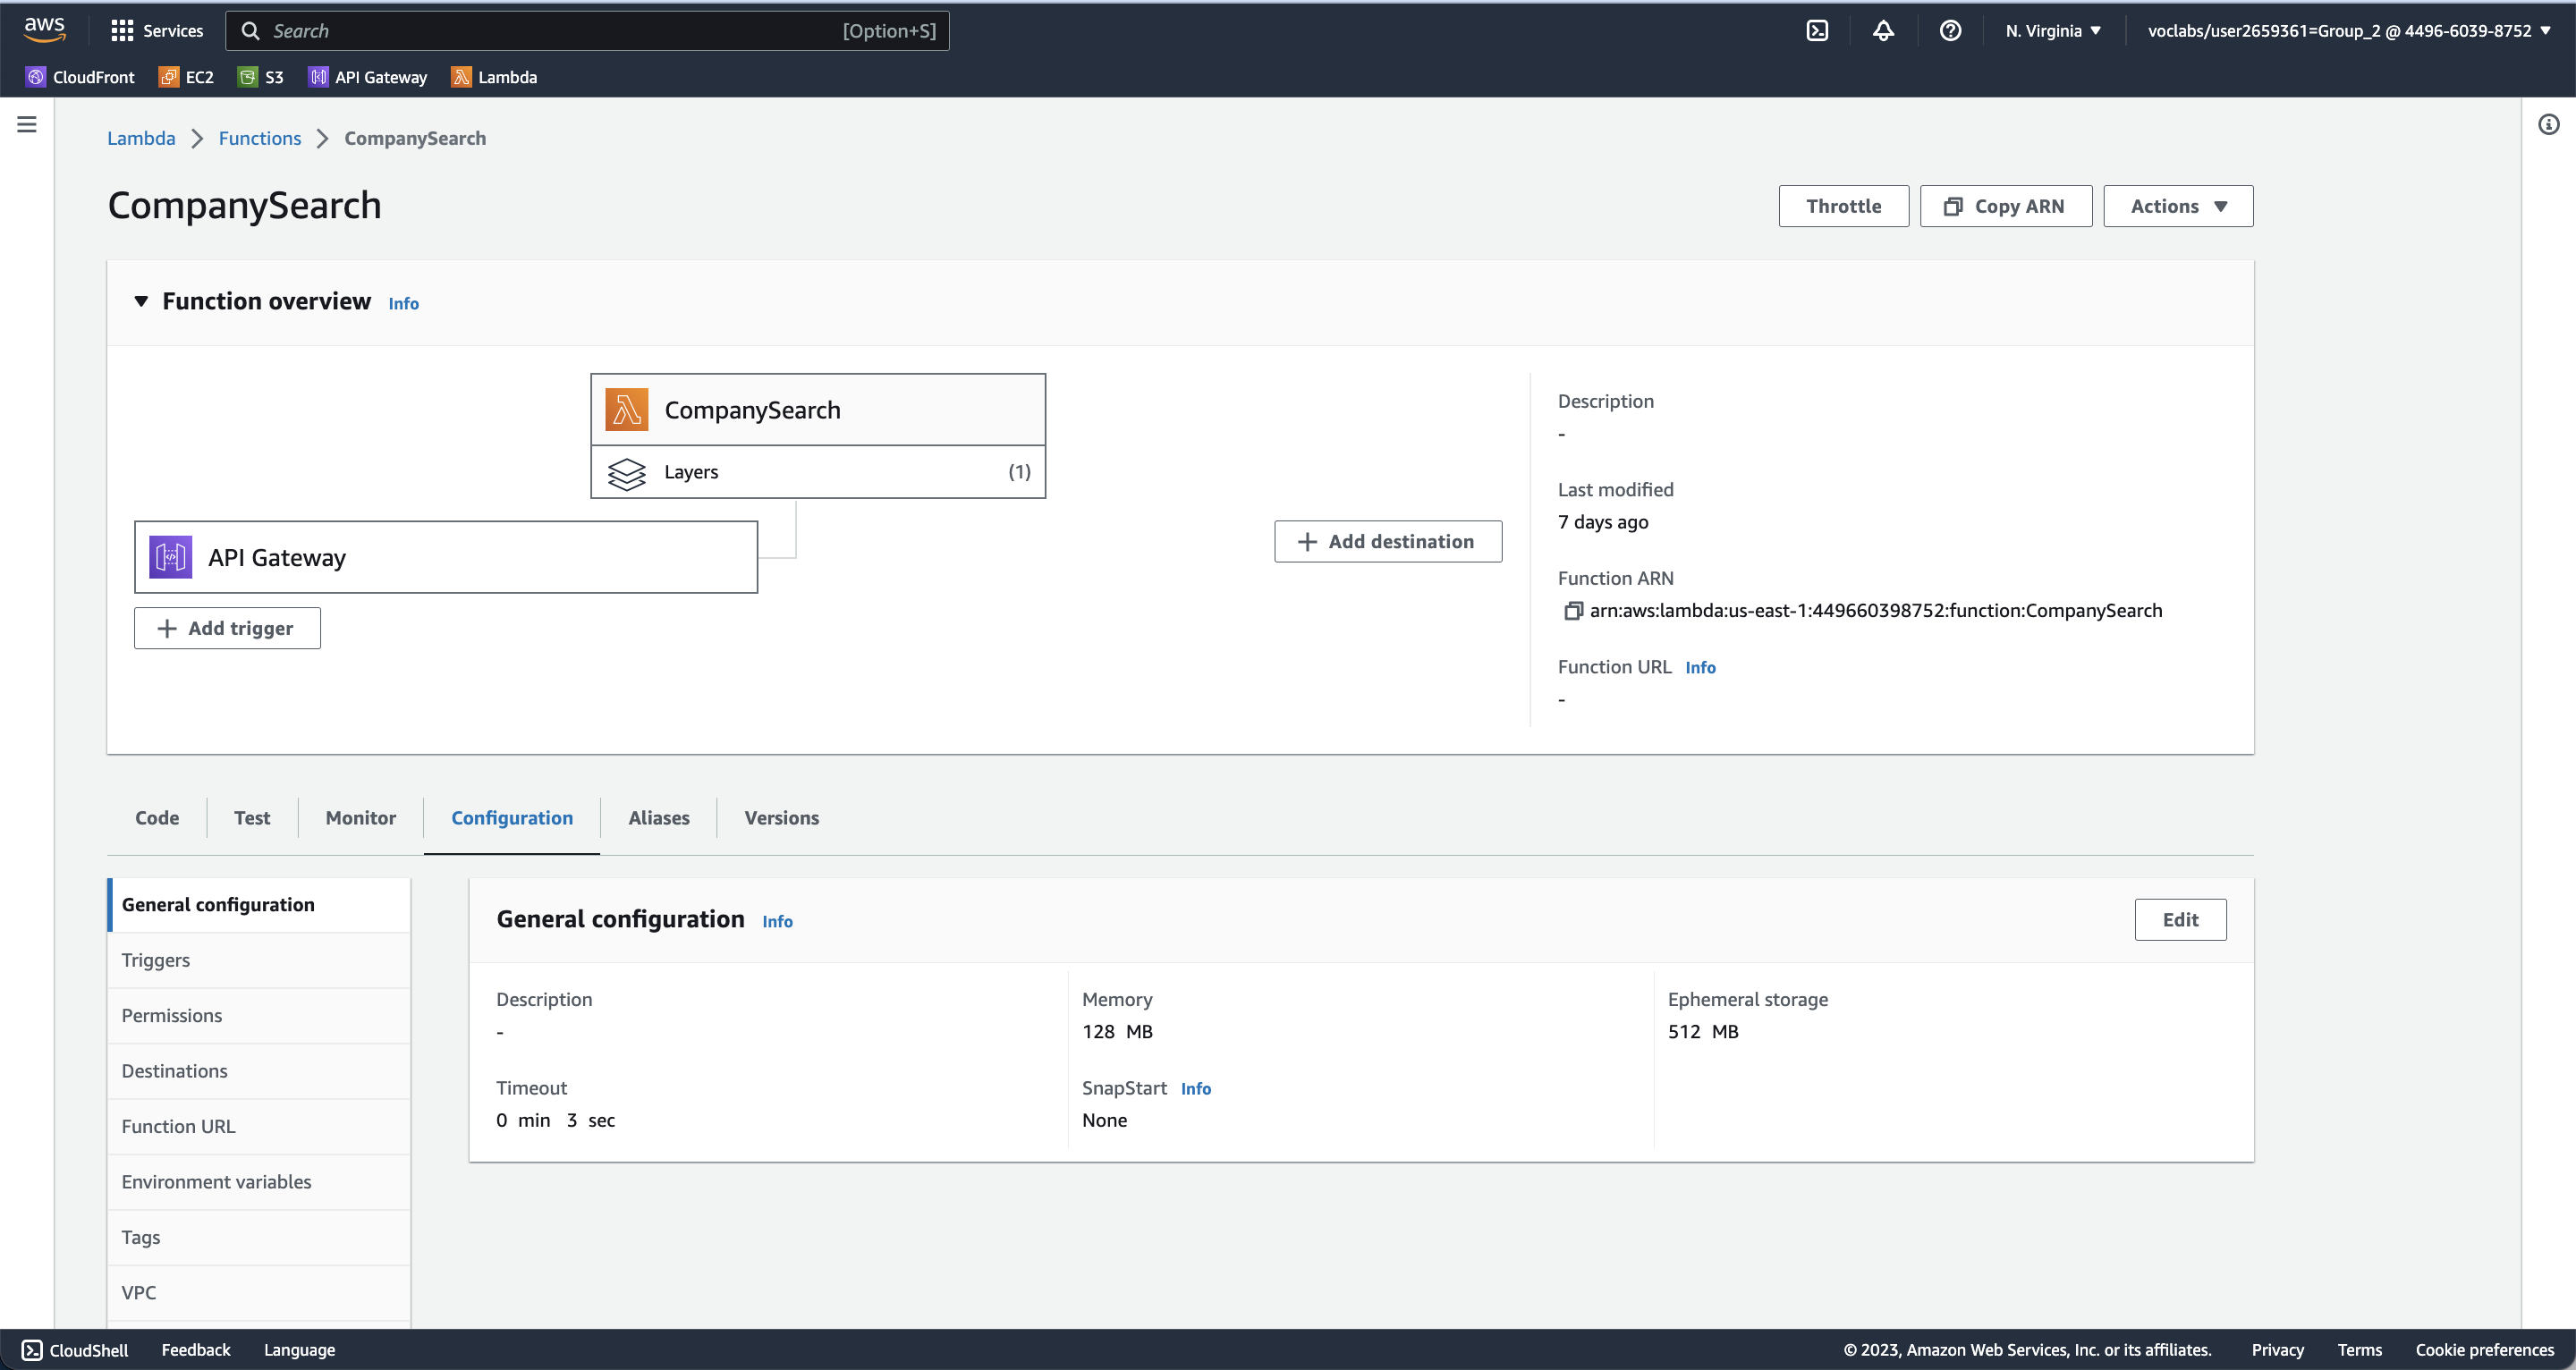 aws
Services
Search
[Option+S]
N. Virginia
voclabs/user2659361=Group_2 @ 4496-6039-8752
CloudFront
EC2
S3
API Gateway
Lambda
Lambda
Functions
CompanySearch
CompanySearch
Throttle
Copy ARN
Actions
Function overview
Info
CompanySearch
Layers
(1)
API Gateway
Add trigger
Add destination
Description
-
Last modified
7 days ago
Function ARN
arn:aws:lambda:us-east-1:449660398752:function:CompanySearch
Function URL Info
-
Code
Test
Monitor
Configuration
Aliases
Versions
General configuration
Triggers
Permissions
Destinations
Function URL
Environment variables
Tags
VPC
General configuration Info
Edit
Description
-
Memory
128 MB
Ephemeral storage
512 MB
Timeout
0 min 3 sec
SnapStart Info
None
CloudShell
Feedback
Language
© 2023, Amazon Web Services, Inc. or its affiliates.
Privacy
Terms
Cookie preferences